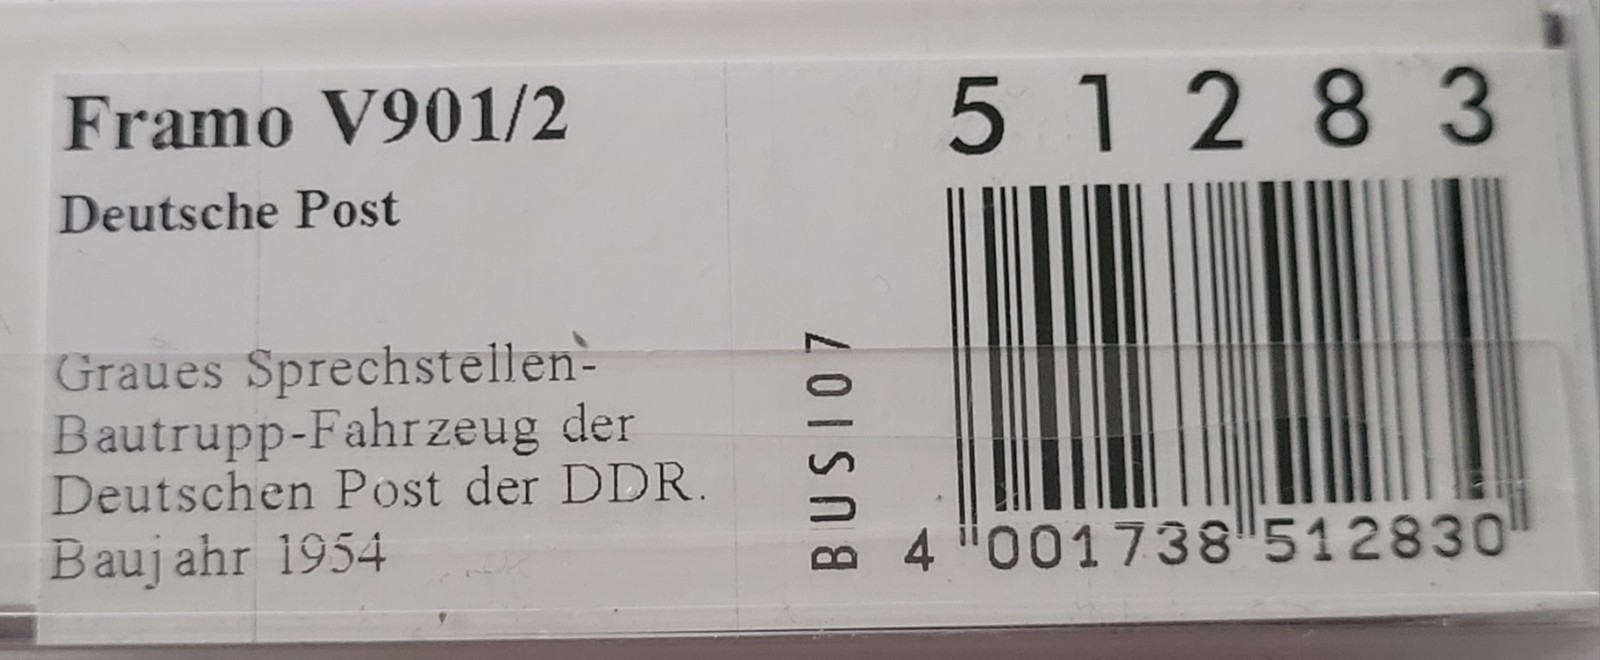 Framo V901/2
Deutsche Post
Graues Sprechstellen-
Bautrupp-Fahrzeug der
Deutschen Post der DDR.
Baujahr 1954
BUSI07
5 1 2 8 3
4 001738 512830